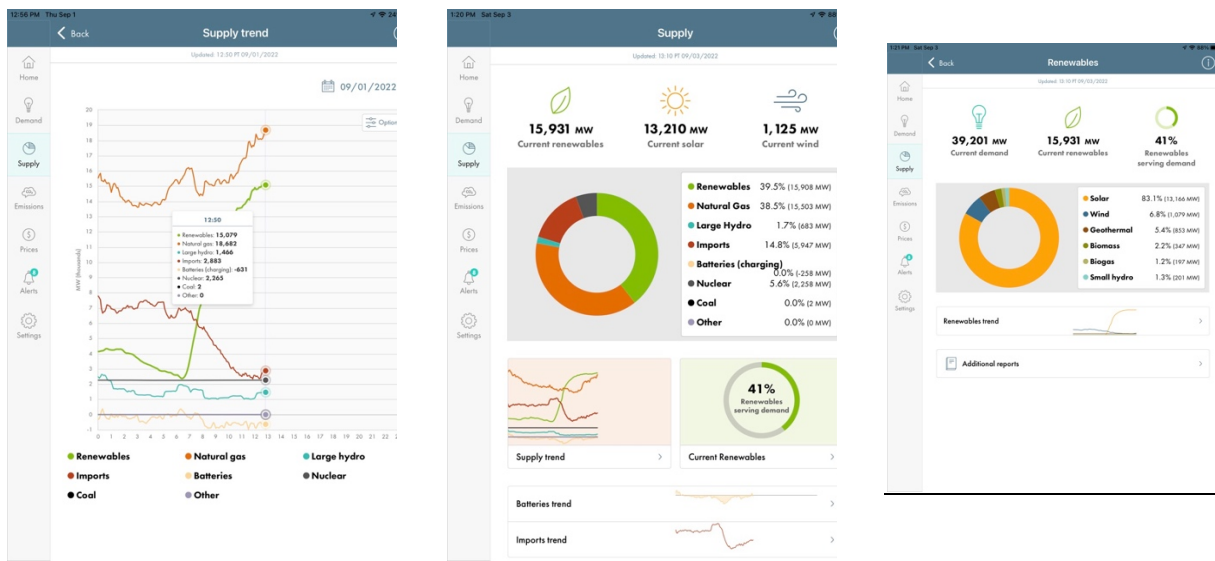 12:56 PM Thu Sep 1
Back
Supply trend
Updated: 12:50 PT 09/01/2022
Home
Demand
Supply
Emissions
Prices
Alerts
Settings
09/01/2022
Option
MW (thousands)
20
19
18
17
16
15
14
13
12
11
10
9
8
7
6
5
4
3
2
1
0
-1
12:50
Renewables: 15,079
Natural gas: 18,682
Large hydro: 1,466
Imports: 2,883
Batteries (charging): -631
Nuclear: 2,265
Coal: 2
Other: 0
0 1 2 3 4 5 6 7 8 9 10 11 12 13 14 15 16 17 18 19 20 21 22
Renewables Natural gas Large hydro
Imports Batteries Nuclear
Coal Other
1:20 PM Sat Sep 3
88%
Supply
Updated: 13:10 PT 09/03/2022
Home
Demand
Supply
Emissions
Prices
Alerts
Settings
15,931 MW 13,210 MW 1,125 MW
Current renewables Current solar Current wind
Renewables 39.5% (15,908 MW)
Natural Gas 38.5% (15,503 MW)
Large Hydro 1.7% (683 MW)
Imports 14.8% (5,947 MW)
Batteries (charging)
0.0% (-258 MW)
Nuclear 5.6% (2,258 MW)
Coal 0.0% (2 MW)
Other 0.0% (0 MW)
41%
Renewables
serving demand
Supply trend
Current Renewables
Batteries trend
Imports trend
1:21 PM Sat Sep 3
88%
Back
Renewables
Updated: 13:10 PT 09/03/2022
Home
Demand
Supply
Emissions
Prices
Alerts
Settings
39,201 MW 15,931 MW 41%
Current demand Current renewables Renewables
serving demand
Solar 83.1% (13,166 MW)
Wind 6.8% (1,079 MW)
Geothermal 5.4% (853 MW)
Biomass 2.2% (347 MW)
Biogas 1.2% (197 MW)
Small hydro 1.3% (201 MW)
Renewables trend
Additional reports